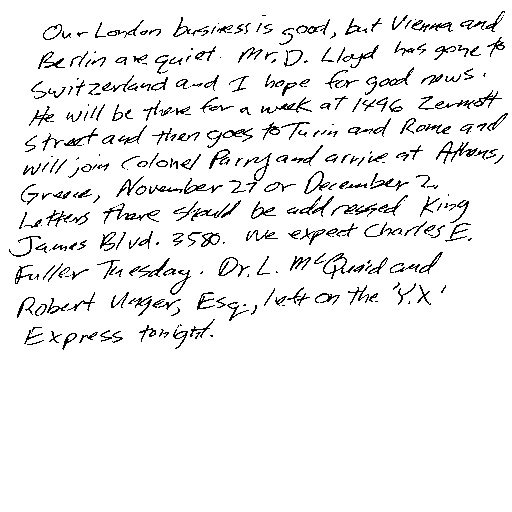 Our London business is good, but Vienna and
Berlin are quiet. Mr. D. Lloyd has gone to
Switzerland and I hope for good news.
He will be there for a week at 1496 Zermott
Street and then goes to Turin and Rome and
will join Colonel Parry and arrive at Athens,
Greece, November 27 or December 2.
Letters there should be addressed King
James Blvd. 3580. We expect Charles E.
Fuller Tuesday. Dr. L. McQuaid and
Robert Unger, Esq., left on the 'Y.X.'
Express tonight.